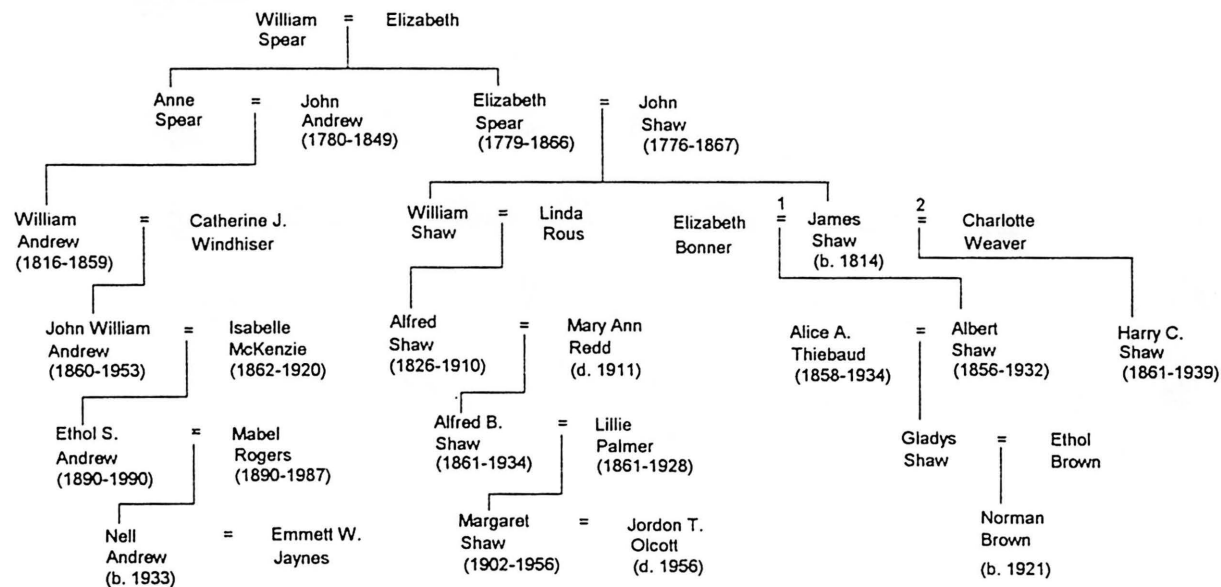 William = Elizabeth
Spear
Anne = John Elizabeth = John
Spear Andrew Spear Shaw
(1780-1849) (1779-1866) (1776-1867)
William = Catherine J. William = Linda Elizabeth 1 = James 2 = Charlotte
Andrew Windhiser Shaw Rous Bonner Shaw Weaver
(1816-1859) (b. 1814)
John William = Isabelle Alfred = Mary Ann Alice A. = Albert Harry C.
Andrew McKenzie Shaw Redd Thiebaud Shaw Shaw
(1860-1953) (1862-1920) (1826-1910) (d. 1911) (1858-1934) (1856-1932) (1861-1939)
Ethol S. = Mabel Alfred B. = Lillie Gladys = Ethol
Andrew Rogers Shaw Palmer Shaw Brown
(1890-1990) (1890-1987) (1861-1934) (1861-1928)
Nell = Emmett W. Margaret = Jordon T. Norman
Andrew Jaynes Shaw Olcott Brown
(b. 1933) (1902-1956) (d. 1956) (b. 1921)